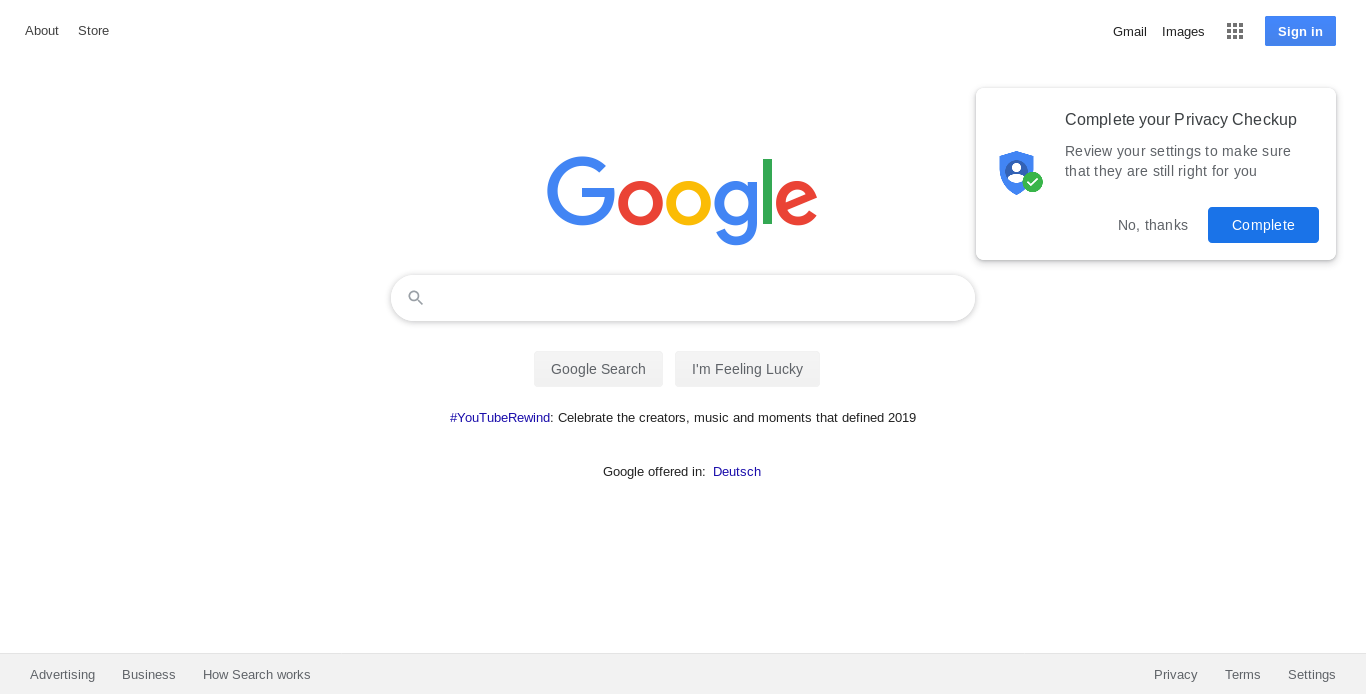 About Store
Gmail Images Sign in
Complete your Privacy Checkup
Review your settings to make sure
that they are still right for you
No, thanks Complete
Google
Google Search I'm Feeling Lucky
#YouTubeRewind: Celebrate the creators, music and moments that defined 2019
Google offered in: Deutsch
Advertising Business How Search works
Privacy Terms Settings